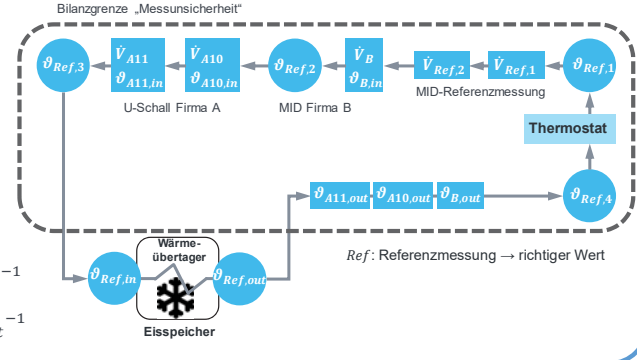 Bilanzgrenze „Messunsicherheit“
ϑRef,3
V̇A11
ϑA11,in
V̇A10
ϑA10,in
ϑRef,2
V̇B
ϑB,in
V̇Ref,2
V̇Ref,1
ϑRef,1
U-Schall Firma A
MID Firma B
MID-Referenzmessung
Thermostat
ϑA11,out
ϑA10,out
ϑB,out
ϑRef,4
Wärme-
übertager
Ref: Referenzmessung → richtiger Wert
ϑRef,in
ϑRef,out
−1
Eisspeicher
t −1